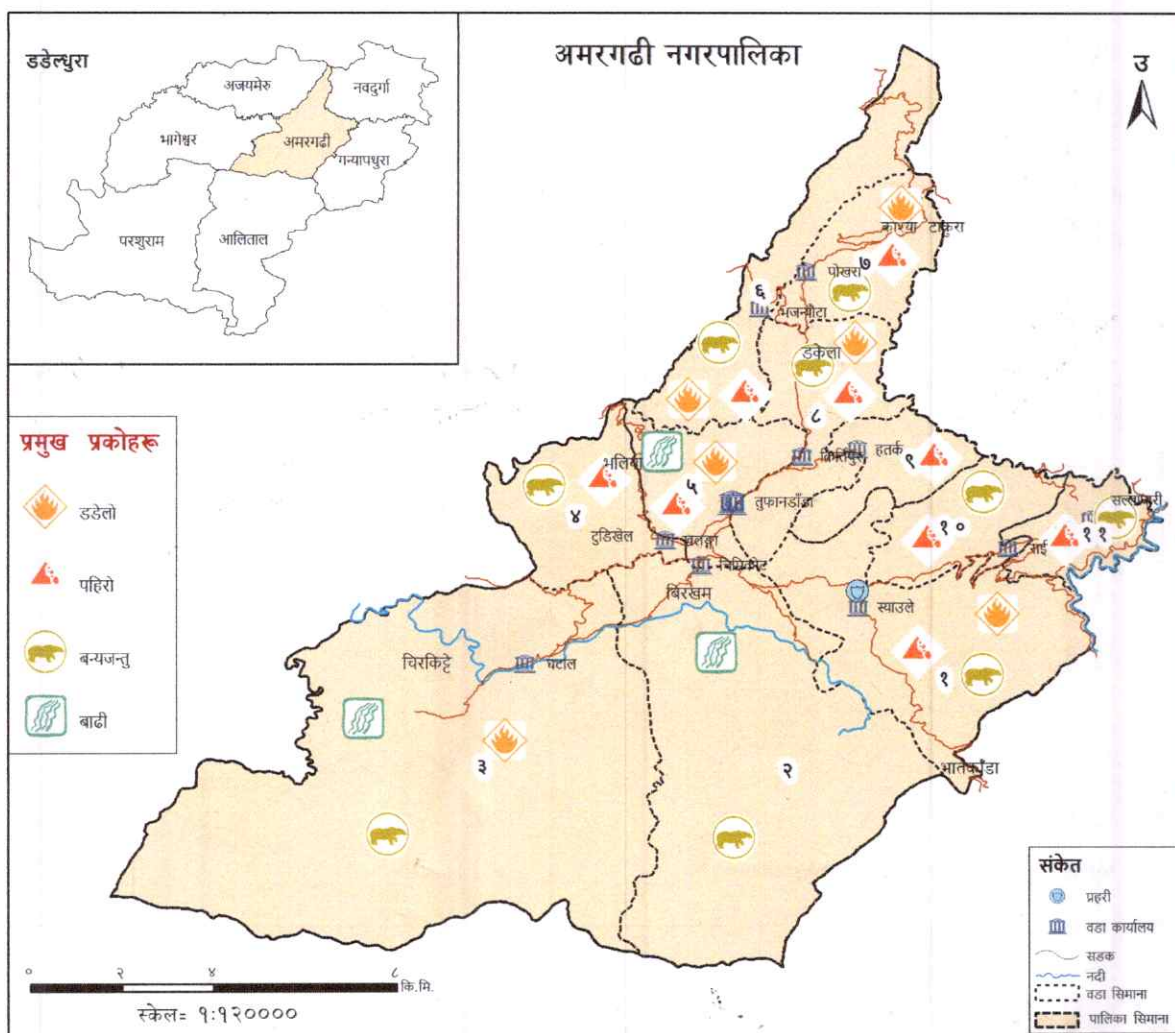 डडेल्धुरा
अजयमेरु
नवदुर्गा
भागेश्वर
अमरगढी
गन्यापधुरा
परशुराम
आलिताल
अमरगढी नगरपालिका
उ
प्रमुख प्रकोहरू
डडेलो
पहिरो
बन्यजन्तु
बाढी
टाकुरा
७
पोखरा
६
डकेला
८
हतर्क
९
भलिया
५
तुफानडाँडा
४
टुडिखेल
खलङ्गा
१०
११
बिरखम
स्याउले
चिरकिट्टे
घटाल
१
३
२
भातकाँडा
० २ ४ ८
कि.मि.
स्केल= १:१२००००
संकेत
प्रहरी
वडा कार्यालय
सडक
नदी
वडा सिमाना
पालिका सिमाना